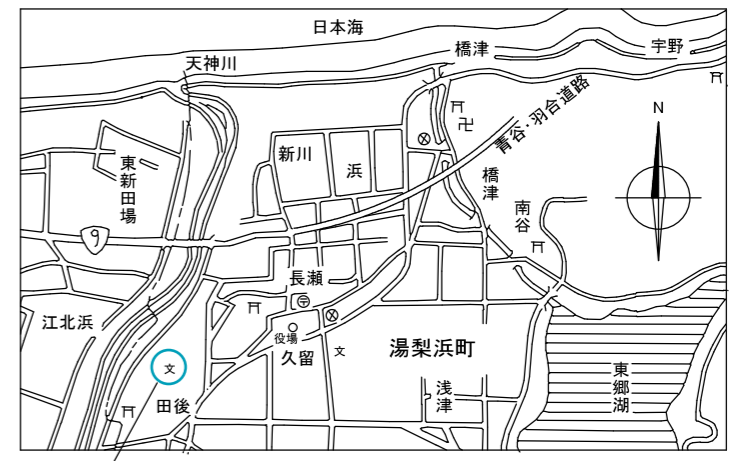 日本海
天神川
橋津
宇野
青谷・羽合道路
N
新川
浜
東新田場
橋津
南谷
9
長瀬
江北浜
役場
久留
文
湯梨浜町
文
田後
浅津
東郷湖